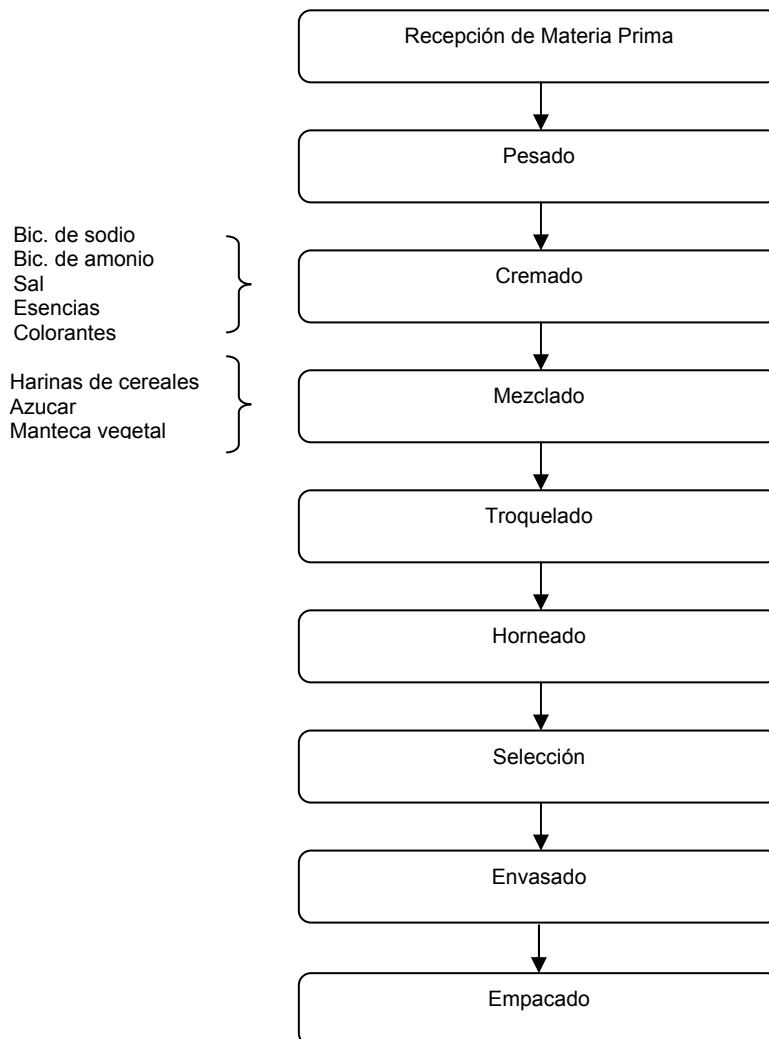 Recepción de Materia Prima
Pesado
Bic. de sodio
Bic. de amonio
Sal
Esencias
Colorantes
Cremado
Harinas de cereales
Azucar
Manteca vegetal
Mezclado
Troquelado
Horneado
Selección
Envasado
Empacado